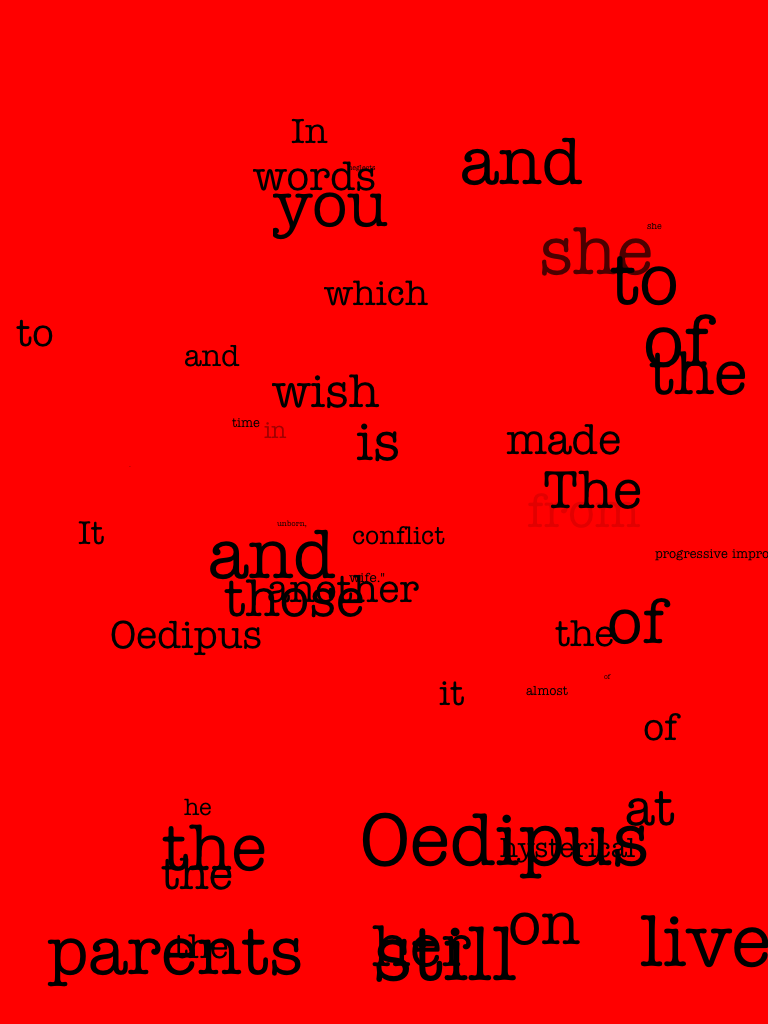 In
and
words
neglects
you
she
she
to
which
of
to
the
and
wish
time
in
is
made
The
from
unborn,
It
conflict
and
progressive impro
wife."
another
those
of
Oedipus
the
of
it
almost
of
he
at
Oedipus
the
hysterical
the
on
live
parents
the
her
still